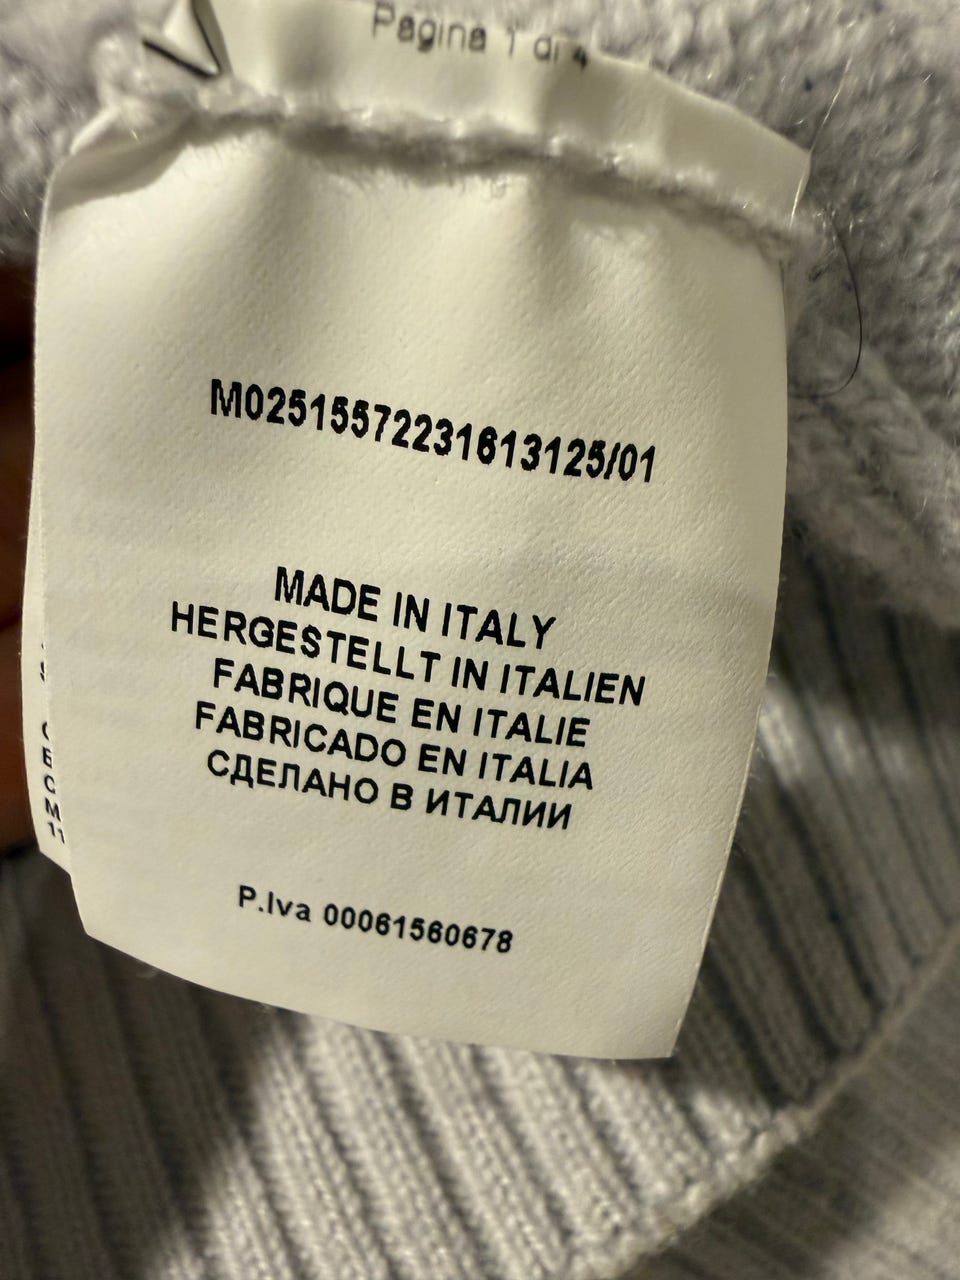 Pagina 1 di 4
M02515572231613125/01
MADE IN ITALY
HERGESTELLT IN ITALIEN
FABRIQUE EN ITALIE
FABRICADO EN ITALIA
СДЕЛАНО В ИТАЛИИ
P.Iva 00061560678